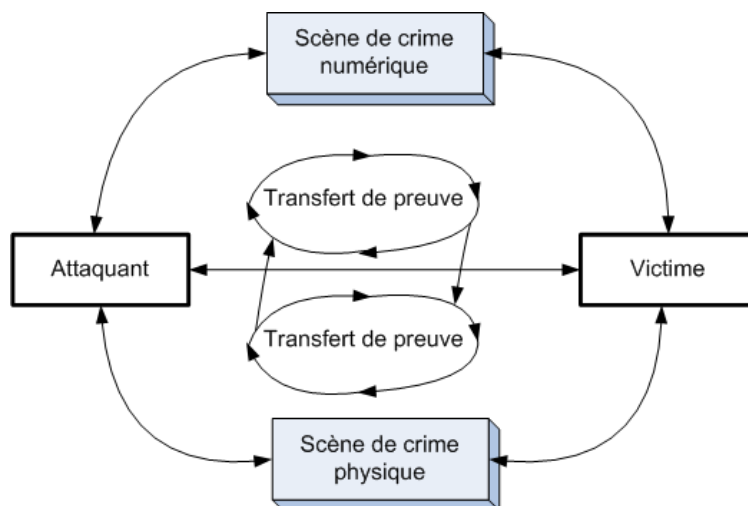 Scène de crime
numérique
Transfert de preuve
Attaquant
Victime
Transfert de preuve
Scène de crime
physique